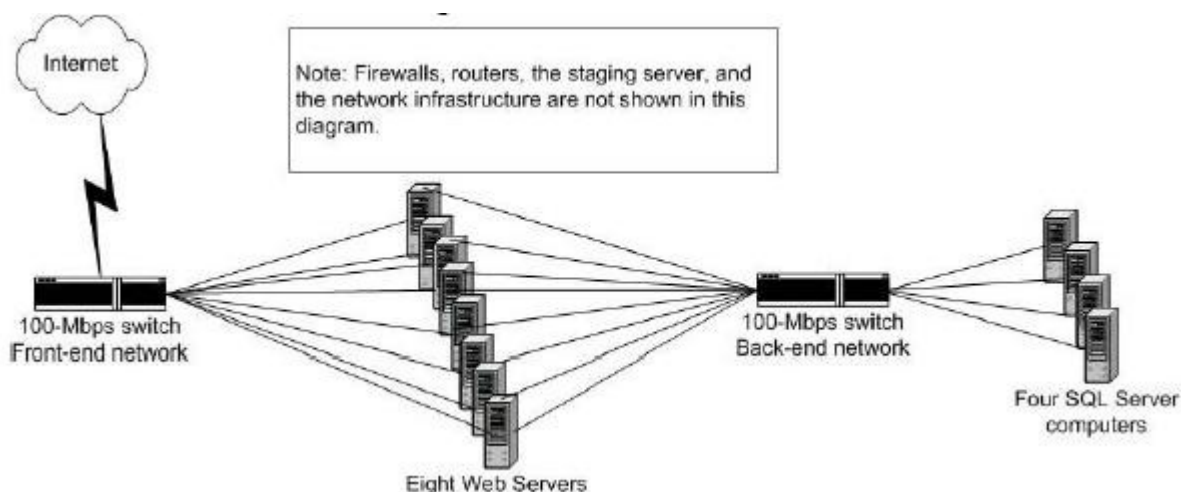 Internet
Note: Firewalls, routers, the staging server, and
the network infrastructure are not shown in this
diagram.
100-Mbps switch
Front-end network
100-Mbps switch
Back-end network
Four SQL Server
computers
Eight Web Servers